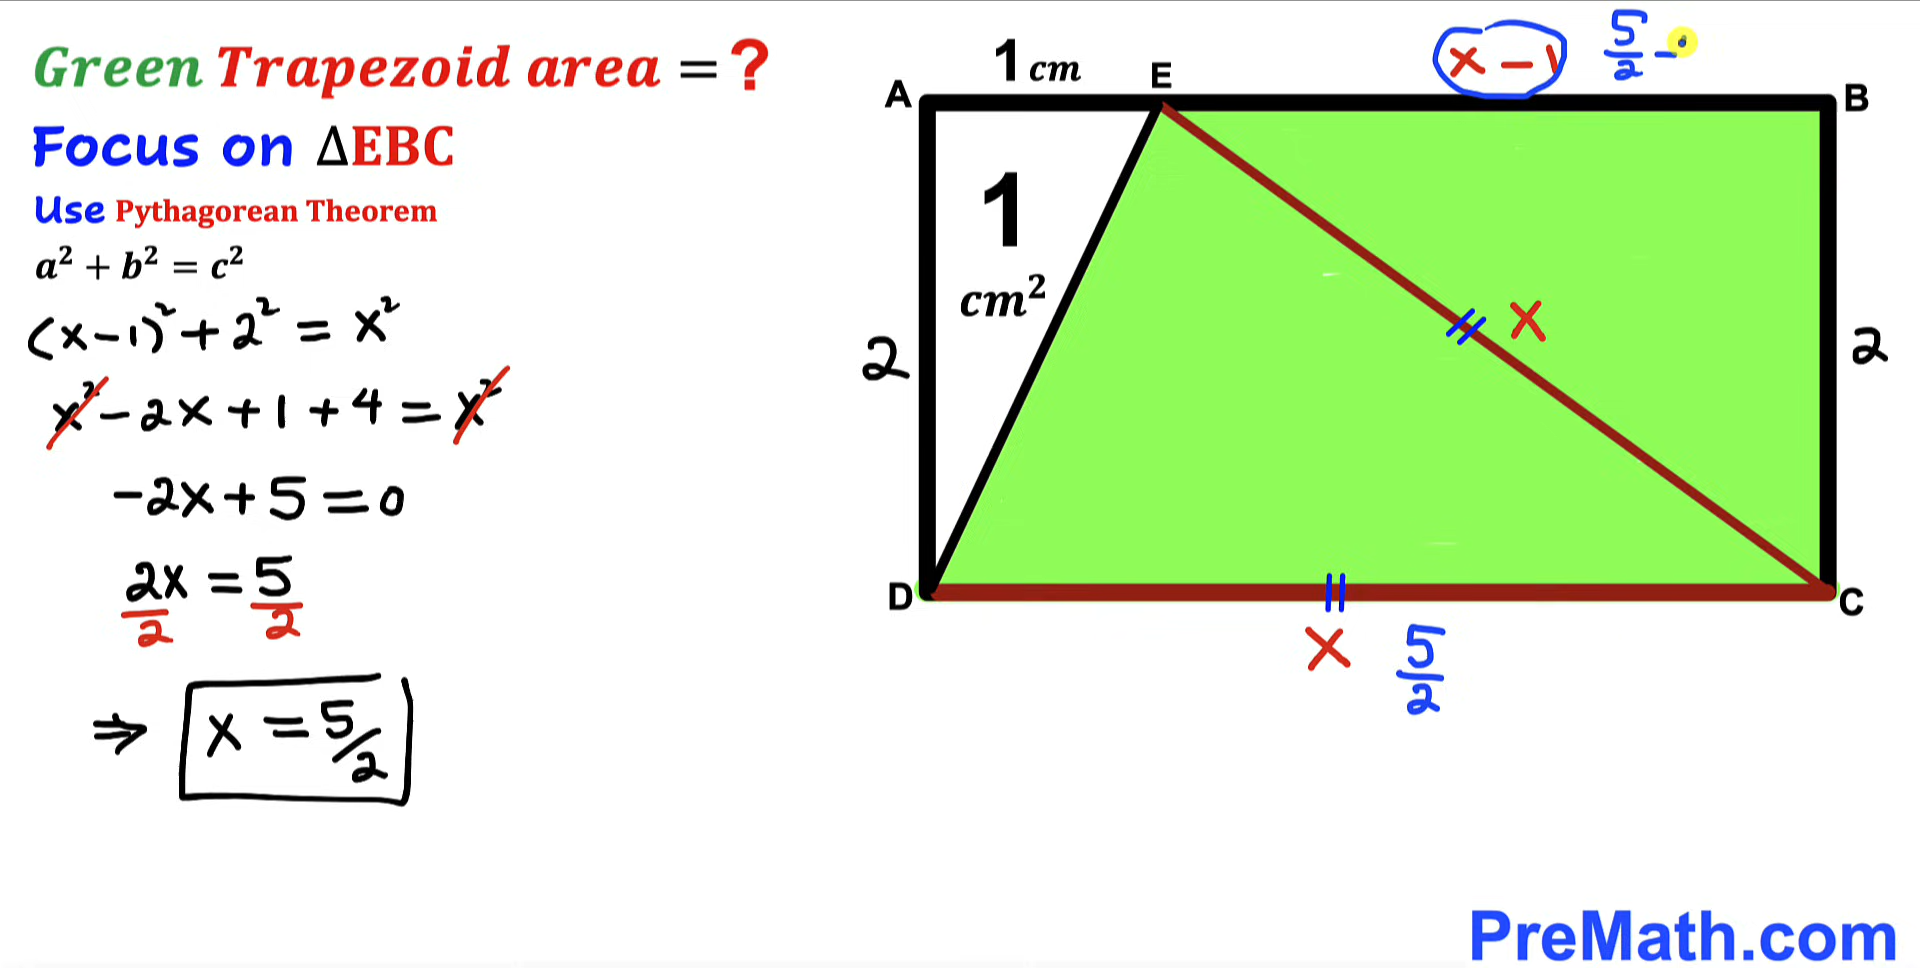 Green Trapezoid area = ?
Focus on ΔEBC
Use Pythagorean Theorem
a² + b² = c²
(x-1)² + 2² = x²
x² - 2x + 1 + 4 = x²
-2x + 5 = 0
2x = 5
2 2
⇒ x = 5/2
1 cm
A
E
x - 1
5/2 -
B
1
cm²
2
x
2
D
C
x
5/2
PreMath.com